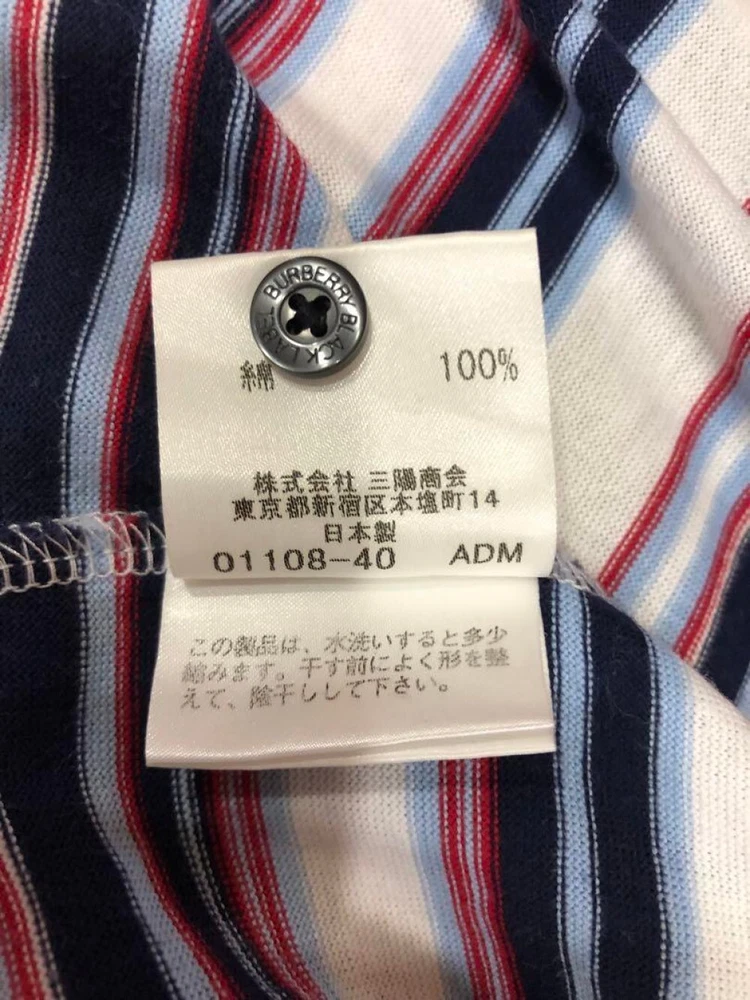 BURBERRY BLACK LABEL
綿 100%
株式会社 三陽商会
東京都新宿区本塩町14
日本製
01108-40 ADM
この製品は、水洗いすると多少
縮みます。干す前によく形を整
えて、陰干しして下さい。